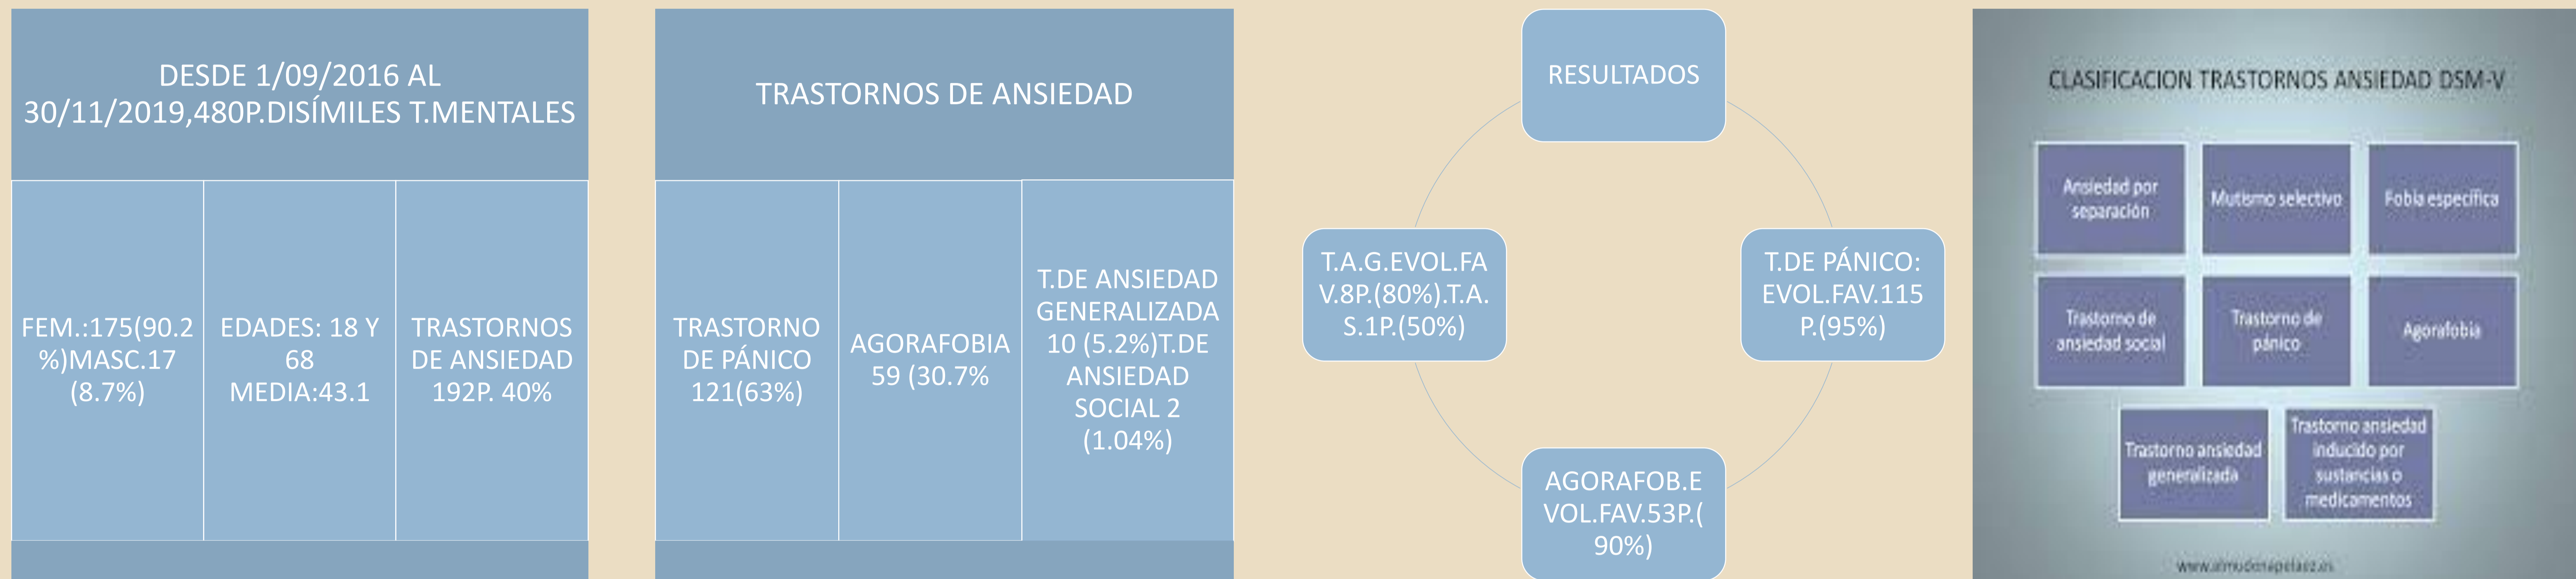 DESDE 1/09/2016 AL
30/11/2019,480P.DISÍMILES T.MENTALES
FEM.:175(90.2
%)MASC.17
(8.7%)
EDADES: 18 Y
68
MEDIA:43.1
TRASTORNOS
DE ANSIEDAD
192P. 40%
TRASTORNOS DE ANSIEDAD
TRASTORNO
DE PÁNICO
121(63%)
AGORAFOBIA
59 (30.7%
T.DE ANSIEDAD
GENERALIZADA
10 (5.2%)T.DE
ANSIEDAD
SOCIAL 2
(1.04%)
RESULTADOS
T.DE PÁNICO:
EVOL.FAV.115
P.(95%)
AGORAFOB.E
VOL.FAV.53P.(
90%)
T.A.G.EVOL.FA
V.8P.(80%).T.A.
S.1P.(50%)
CLASIFICACION TRASTORNOS ANSIEDAD DSM-V
Ansiedad por
separación
Mutismo selectivo
Fobia específica
Trastorno de
ansiedad social
Trastorno de
pánico
Agorafobia
Trastorno ansiedad
generalizada
Trastorno ansiedad
inducido por
sustancias o
medicamentos